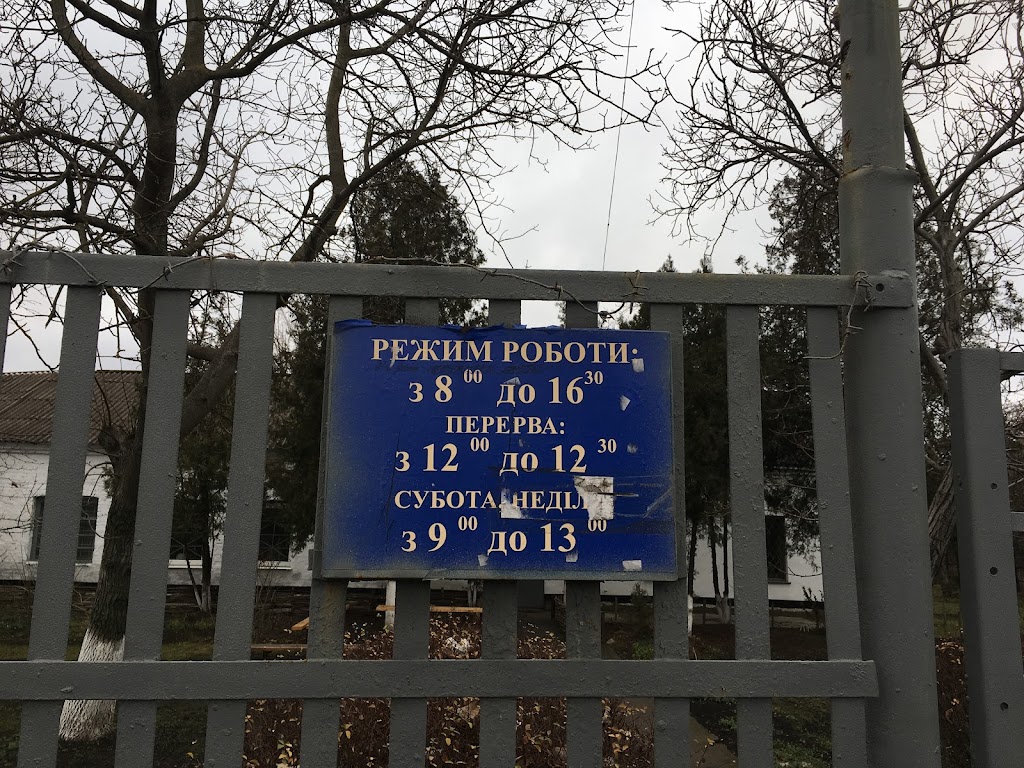 РЕЖИМ РОБОТИ:
з 8 00 до 16 30
ПЕРЕРВА:
з 12 00 до 12 30
СУБОТА, НЕДІЛ
з 9 00 до 13 00